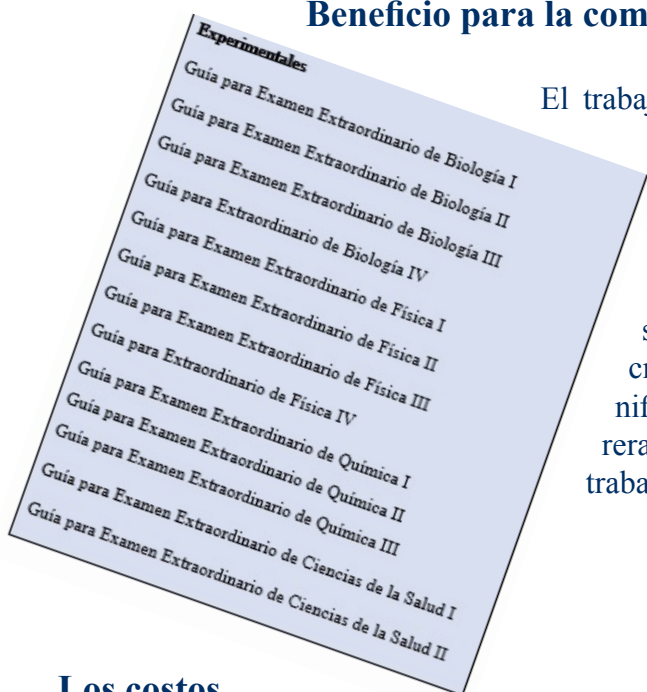 Beneficio para la com
Experimentales
Guía para Examen Extraordinario de Biología I
Guía para Examen Extraordinario de Biología II
Guía para Examen Extraordinario de Biología III
Guía para Extraordinario de Biología IV
Guía para Examen Extraordinario de Física I
Guía para Examen Extraordinario de Física II
Guía para Examen Extraordinario de Física III
Guía para Extraordinario de Física IV
Guía para Examen Extraordinario de Química I
Guía para Examen Extraordinario de Química II
Guía para Examen Extraordinario de Química III
Guía para Examen Extraordinario de Ciencias de la Salud I
Guía para Examen Extraordinario de Ciencias de la Salud II
El traba
s
cr
nif
rera
traba
Los costos